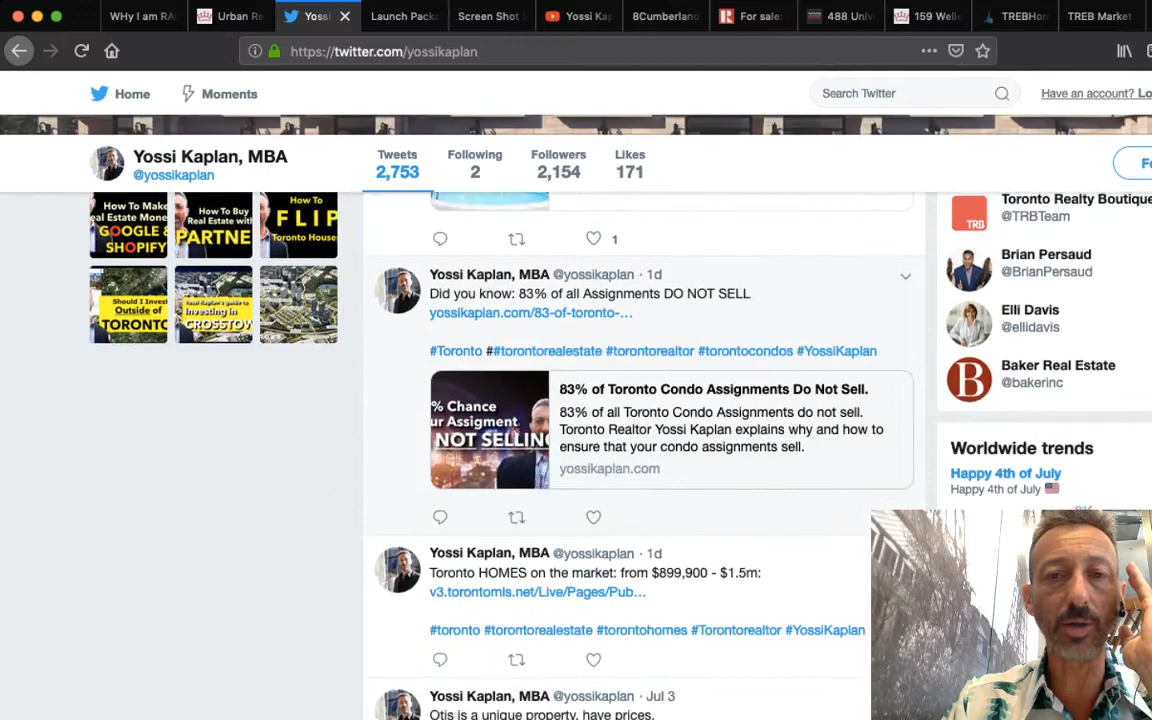 WHy I am RA
Urban Re
Yossi
Launch Pack
Screen Shot
Yossi Kap
8Cumberland
For sale:
488 Univ
159 Welle
TREBHom
TREB Market
https://twitter.com/yossikaplan
Home
Moments
Search Twitter
Have an account? Lo
Yossi Kaplan, MBA
@yossikaplan
Tweets
2,753
Following
2
Followers
2,154
Likes
171
Fo
How To Make
eal Estate Money
GOOGLE &
SHOPIFY
How To Buy
Real Estate with
PARTNE
How To
FLIP
Toronto House
Should I Invest
Outside of
TORONTO
Yossi Kaplan's guide to
Investing in
CROSSTOW
1
Yossi Kaplan, MBA @yossikaplan · 1d
Did you know: 83% of all Assignments DO NOT SELL
yossikaplan.com/83-of-toronto-...
#Toronto ##torontorealestate #torontorealtor #torontocondos #YossiKaplan
% Chance
ur Assigment
NOT SELLING
83% of Toronto Condo Assignments Do Not Sell.
83% of all Toronto Condo Assignments do not sell.
Toronto Realtor Yossi Kaplan explains why and how to
ensure that your condo assignments sell.
yossikaplan.com
Yossi Kaplan, MBA @yossikaplan · 1d
Toronto HOMES on the market: from $899,900 - $1.5m:
v3.torontomls.net/Live/Pages/Pub...
#toronto #torontorealestate #torontohomes #Torontorealtor #YossiKaplan
Yossi Kaplan, MBA @yossikaplan · Jul 3
Otis is a unique property, have prices.
TRB
Toronto Realty Boutique
@TRBTeam
Brian Persaud
@BrianPersaud
Elli Davis
@ellidavis
B
Baker Real Estate
@bakerinc
Worldwide trends
Happy 4th of July
Happy 4th of July